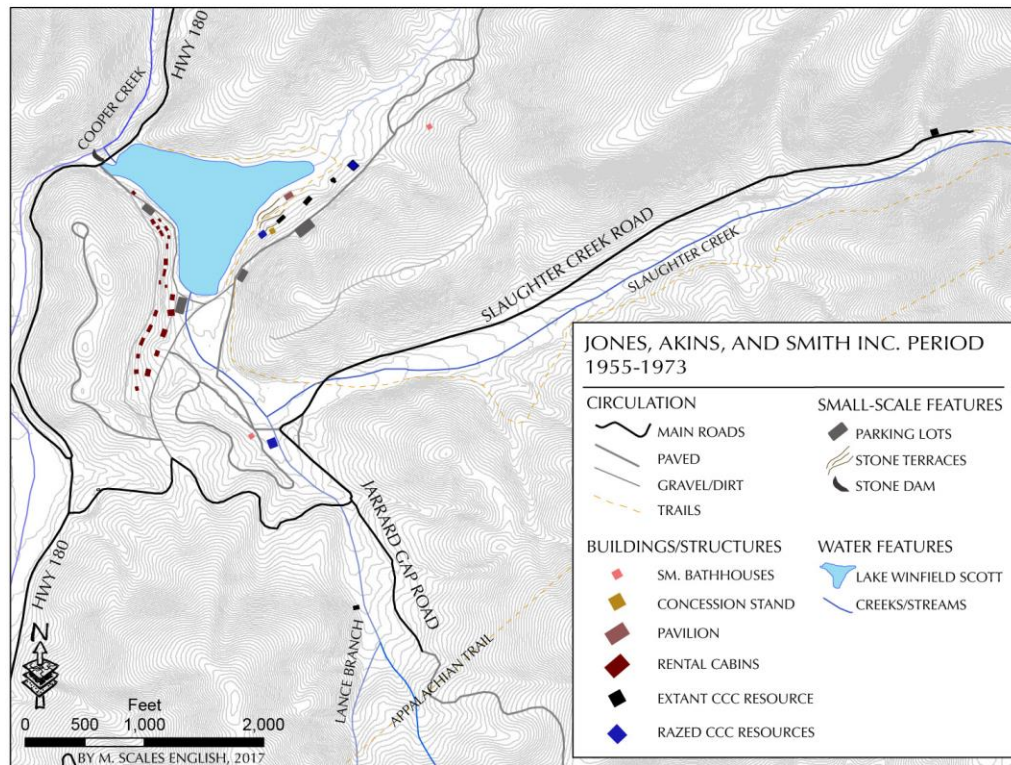 HWY 180
COOPER CREEK
SLAUGHTER CREEK ROAD
SLAUGHTER CREEK
JARRARD GAP ROAD
HWY 180
LANCE BRANCH
APPALACHIAN TRAIL
N
Feet
0 500 1,000 2,000
BY M. SCALES ENGLISH, 2017
JONES, AKINS, AND SMITH INC. PERIOD
1955-1973
CIRCULATION
MAIN ROADS
PAVED
GRAVEL/DIRT
TRAILS
SMALL-SCALE FEATURES
PARKING LOTS
STONE TERRACES
STONE DAM
BUILDINGS/STRUCTURES
SM. BATHHOUSES
CONCESSION STAND
PAVILION
RENTAL CABINS
EXTANT CCC RESOURCE
RAZED CCC RESOURCES
WATER FEATURES
LAKE WINFIELD SCOTT
CREEKS/STREAMS